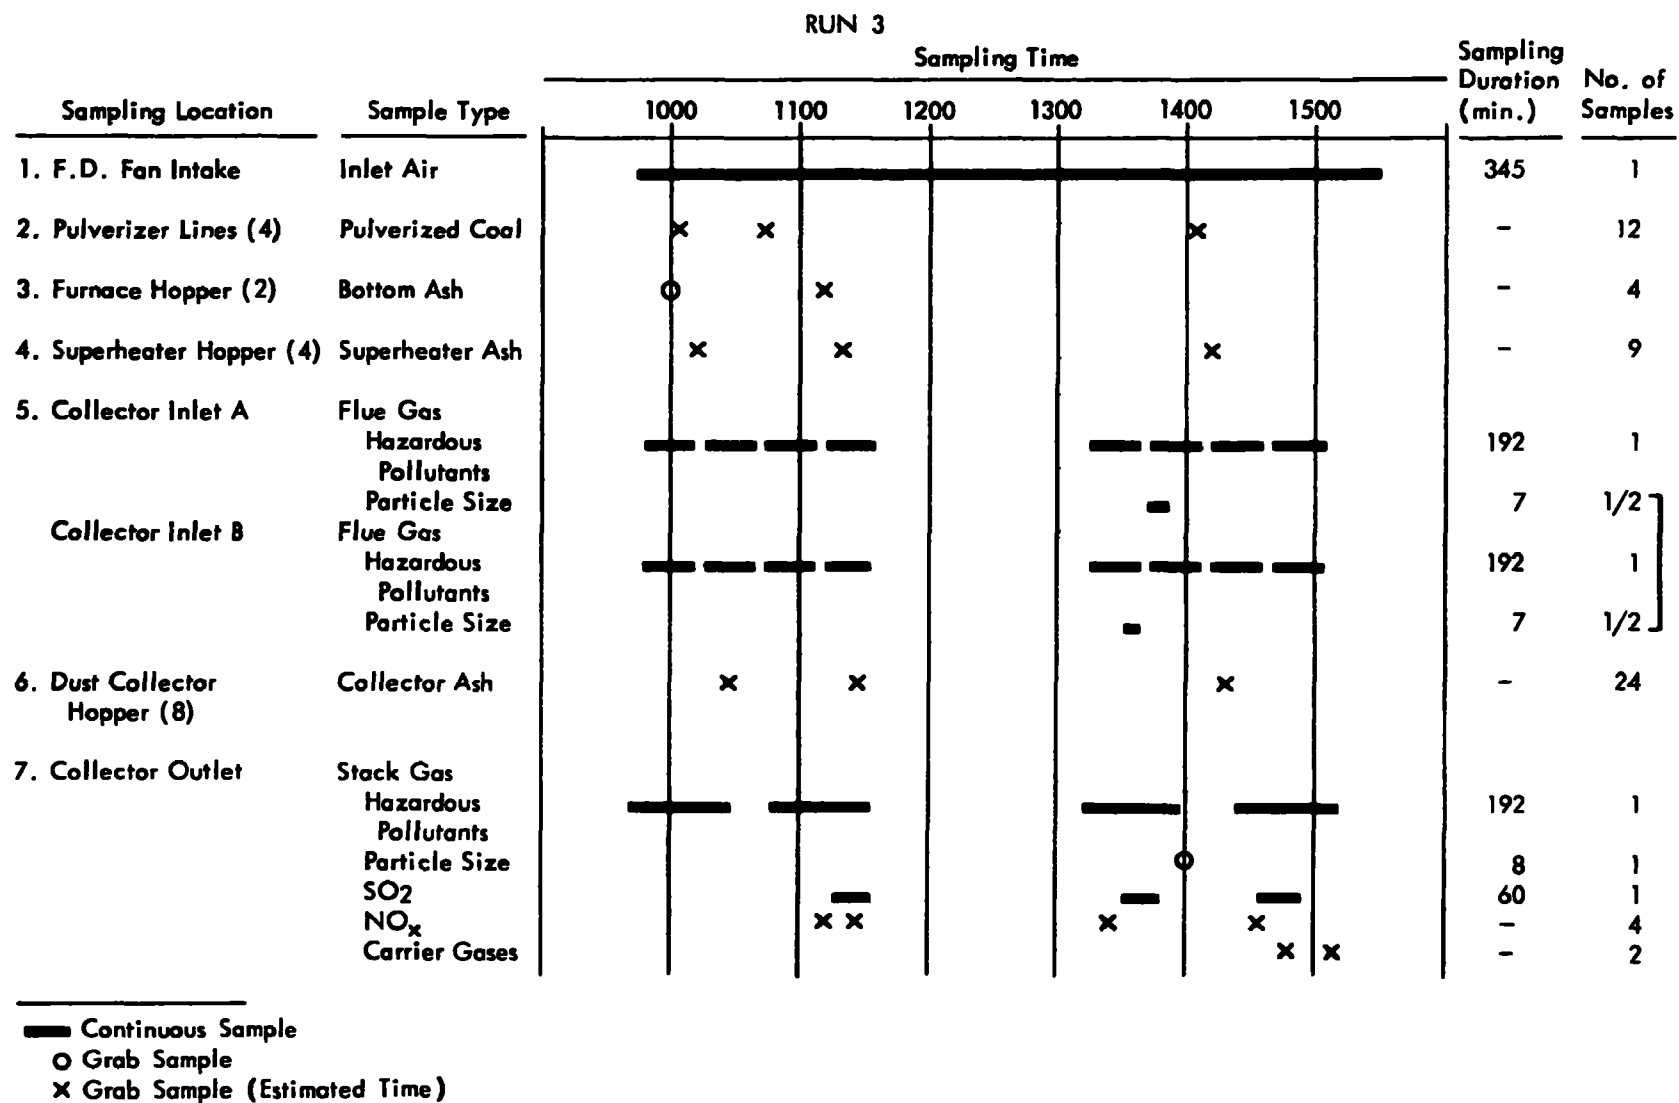 RUN 3
Sampling Time
Sampling Location Sample Type 1000 1100 1200 1300 1400 1500 Sampling Duration (min.) No. of Samples
1. F.D. Fan Intake Inlet Air 345 1
2. Pulverizer Lines (4) Pulverized Coal x x x - 12
3. Furnace Hopper (2) Bottom Ash o x - 4
4. Superheater Hopper (4) Superheater Ash x x x - 9
5. Collector Inlet A Flue Gas
Hazardous 192 1
Pollutants
Particle Size 7 1/2
Collector Inlet B Flue Gas
Hazardous 192 1
Pollutants
Particle Size 7 1/2
6. Dust Collector Collector Ash x x x - 24
Hopper (8)
7. Collector Outlet Stack Gas
Hazardous 192 1
Pollutants
Particle Size o 8 1
SO2 60 1
NOx x x x x - 4
Carrier Gases x x - 2
Continuous Sample
o Grab Sample
x Grab Sample (Estimated Time)